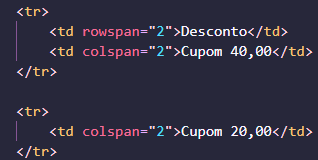 <tr>
<td rowspan="2">Desconto</td>
<td colspan="2">Cupom 40,00</td>
</tr>
<tr>
<td colspan="2">Cupom 20,00</td>
</tr>